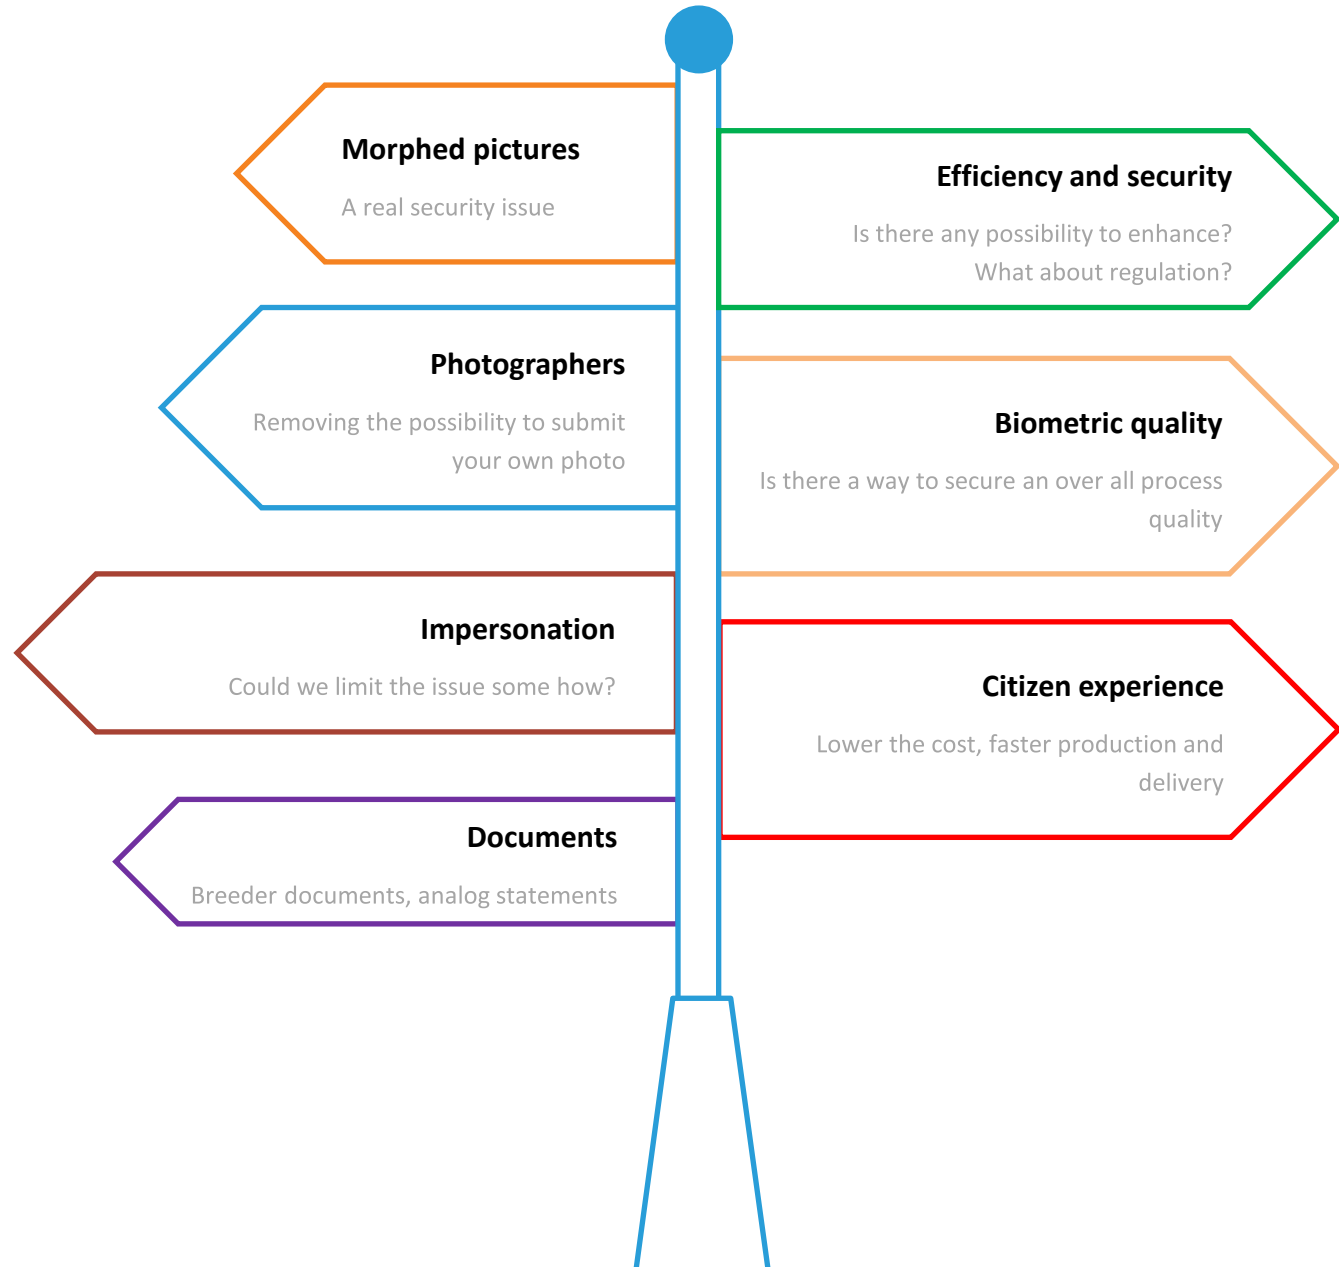 Morphed pictures
A real security issue
Efficiency and security
Is there any possibility to enhance?
What about regulation?
Photographers
Removing the possibility to submit
your own photo
Biometric quality
Is there a way to secure an over all process
quality
Impersonation
Could we limit the issue some how?
Citizen experience
Lower the cost, faster production and
delivery
Documents
Breeder documents, analog statements